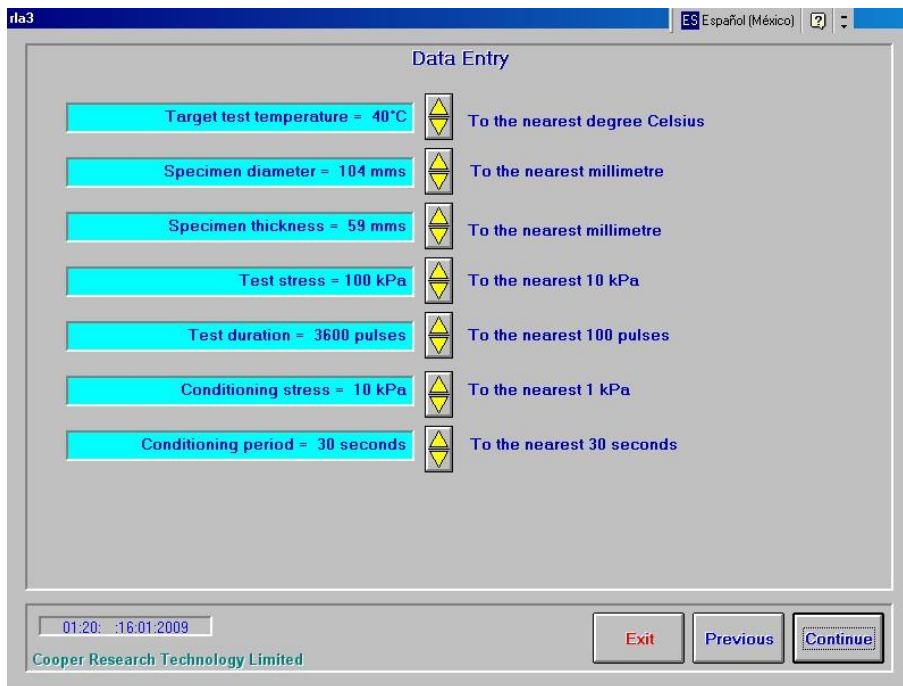 rla3
ES Español (México)
Data Entry
Target test temperature = 40°C To the nearest degree Celsius
Specimen diameter = 104 mms To the nearest millimetre
Specimen thickness = 59 mms To the nearest millimetre
Test stress = 100 kPa To the nearest 10 kPa
Test duration = 3600 pulses To the nearest 100 pulses
Conditioning stress = 10 kPa To the nearest 1 kPa
Conditioning period = 30 seconds To the nearest 30 seconds
01:20: :16:01:2009
Cooper Research Technology Limited
Exit Previous Continue